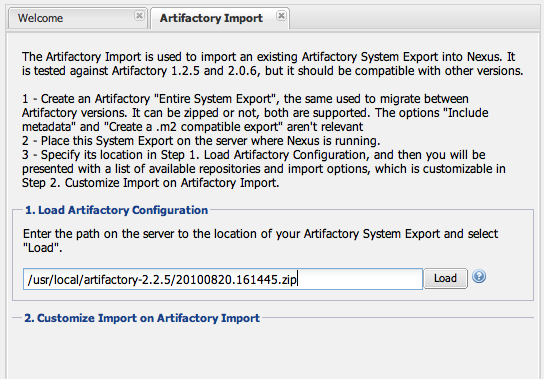 Welcome
Artifactory Import
The Artifactory Import is used to import an existing Artifactory System Export into Nexus. It
is tested against Artifactory 1.2.5 and 2.0.6, but it should be compatible with other versions.
1 - Create an Artifactory "Entire System Export", the same used to migrate between
Artifactory versions. It can be zipped or not, both are supported. The options "Include
metadata" and "Create a .m2 compatible export" aren't relevant
2 - Place this System Export on the server where Nexus is running.
3 - Specify its location in Step 1. Load Artifactory Configuration, and then you will be
presented with a list of available repositories and import options, which is customizable in
Step 2. Customize Import on Artifactory Import.
1. Load Artifactory Configuration
Enter the path on the server to the location of your Artifactory System Export and select
"Load".
/usr/local/artifactory-2.2.5/20100820.161445.zip
Load
?
2. Customize Import on Artifactory Import